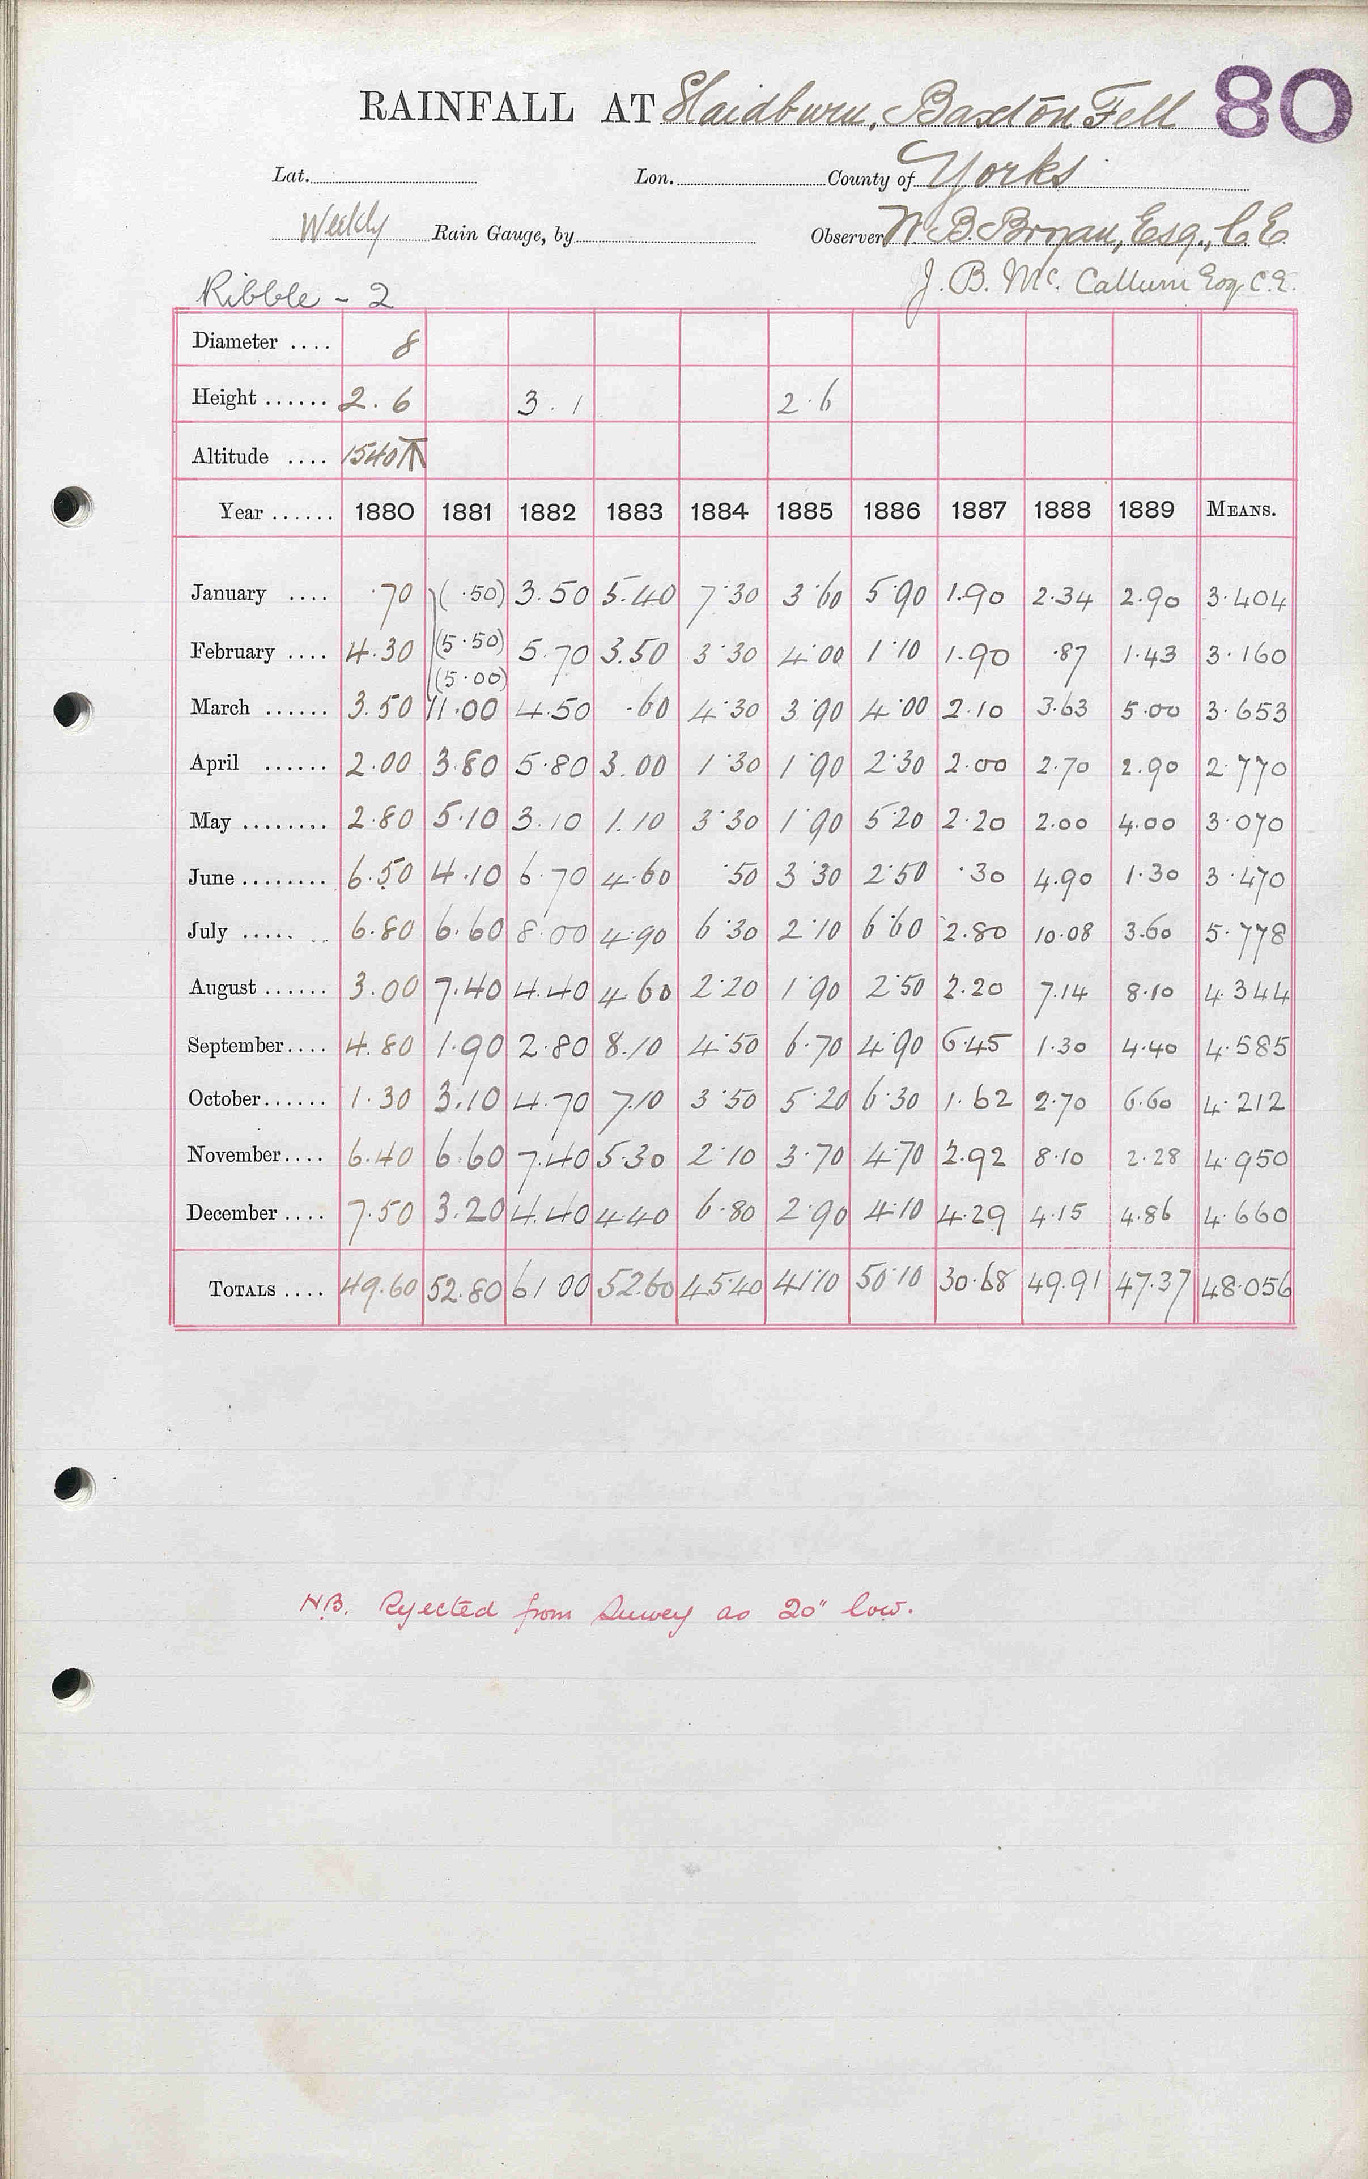 RAINFALL AT Slaidburn, Baxton Fell 80
Lat. Lon. County of Yorks
Weekly Rain Gauge, by Observer W. B. Bryan, Esq., C.E.
Ribble - 2 J. B. Mc. Callum Esq C.E.
Diameter .... 8
Height ...... 2.6 3.1 2.6
Altitude .... 1540
Year ...... 1880 1881 1882 1883 1884 1885 1886 1887 1888 1889 MEANS.
January .... .70 (.50) 3.50 5.40 7.30 3.60 5.90 1.90 2.34 2.90 3.404
February .... 4.30 (5.50) 5.70 3.50 3.30 4.00 1.10 1.90 .87 1.43 3.160
(5.00)
March ...... 3.50 11.00 4.50 .60 4.30 3.90 4.00 2.10 3.63 5.00 3.653
April ...... 2.00 3.80 5.80 3.00 1.30 1.90 2.30 2.00 2.70 2.90 2.770
May ........ 2.80 5.10 3.10 1.10 3.30 1.90 5.20 2.20 2.00 4.00 3.070
June ........ 6.50 4.10 6.70 4.60 .50 3.30 2.50 .30 4.90 1.30 3.470
July ..... 6.80 6.60 8.00 4.90 6.30 2.10 6.60 2.80 10.08 3.60 5.778
August ...... 3.00 7.40 4.40 4.60 2.20 1.90 2.50 2.20 7.14 8.10 4.344
September.... 4.80 1.90 2.80 8.10 4.50 6.70 4.90 6.45 1.30 4.40 4.585
October...... 1.30 3.10 4.70 7.10 3.50 5.20 6.30 1.62 2.70 6.60 4.212
November.... 6.40 6.60 7.40 5.30 2.10 3.70 4.70 2.92 8.10 2.28 4.950
December .... 7.50 3.20 4.40 4.40 6.80 2.90 4.10 4.29 4.15 4.86 4.660
TOTALS .... 49.60 52.80 61.00 52.60 45.40 41.10 50.10 30.68 49.91 47.37 48.056
N.B. Rejected from Survey as 20" low.